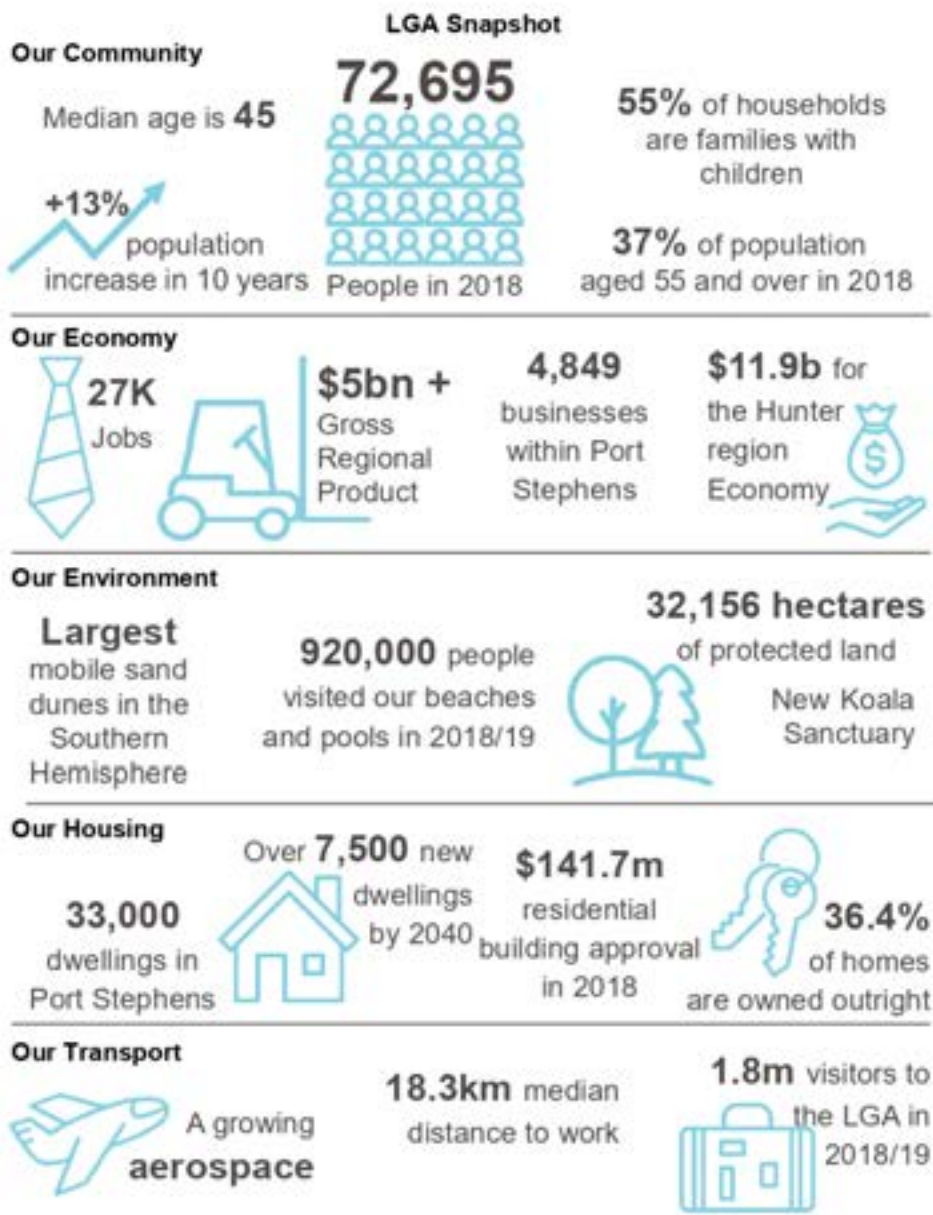 LGA Snapshot
Our Community
Median age is 45
+13%
population
increase in 10 years
72,695
People in 2018
55% of households
are families with
children
37% of population
aged 55 and over in 2018
Our Economy
27K
Jobs
$5bn +
Gross
Regional
Product
4,849
businesses
within Port
Stephens
$11.9b for
the Hunter
region
Economy
$
Our Environment
Largest
mobile sand
dunes in the
Southern
Hemisphere
920,000 people
visited our beaches
and pools in 2018/19
32,156 hectares
of protected land
New Koala
Sanctuary
Our Housing
33,000
dwellings in
Port Stephens
Over 7,500 new
dwellings
by 2040
$141.7m
residential
building approval
in 2018
36.4%
of homes
are owned outright
Our Transport
A growing
aerospace
18.3km median
distance to work
1.8m visitors to
the LGA in
2018/19